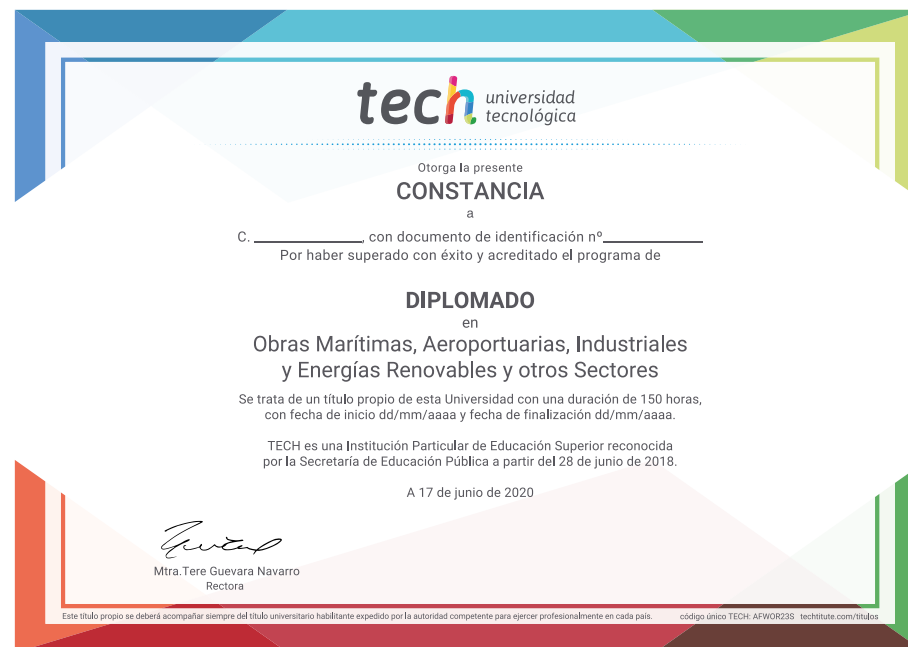 tech universidad
tecnológica
Otorga la presente
CONSTANCIA
a
C. ____________, con documento de identificación nº____________
Por haber superado con éxito y acreditado el programa de
DIPLOMADO
en
Obras Marítimas, Aeroportuarias, Industriales
y Energías Renovables y otros Sectores
Se trata de un título propio de esta Universidad con una duración de 150 horas,
con fecha de inicio dd/mm/aaaa y fecha de finalización dd/mm/aaaa.
TECH es una Institución Particular de Educación Superior reconocida
por la Secretaría de Educación Pública a partir del 28 de junio de 2018.
A 17 de junio de 2020
Mtra.Tere Guevara Navarro
Rectora
Este título propio se deberá acompañar siempre del título universitario habilitante expedido por la autoridad competente para ejercer profesionalmente en cada país. código único TECH: AFWOR23S techtitute.com/titulos